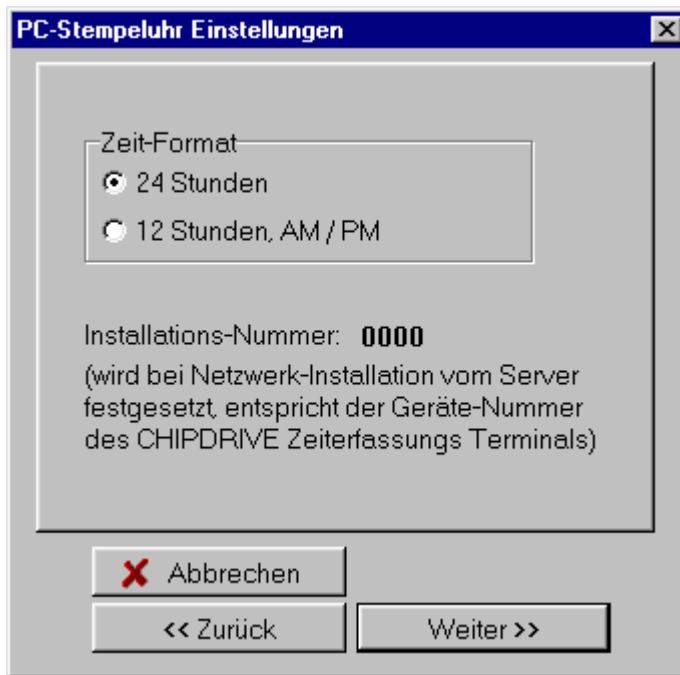 PC-Stempeluhr Einstellungen
Zeit-Format
24 Stunden
12 Stunden, AM / PM
Installations-Nummer: 0000
(wird bei Netzwerk-Installation vom Server
festgesetzt, entspricht der Geräte-Nummer
des CHIPDRIVE Zeiterfassungs Terminals)
Abbrechen
<< Zurück
Weiter >>